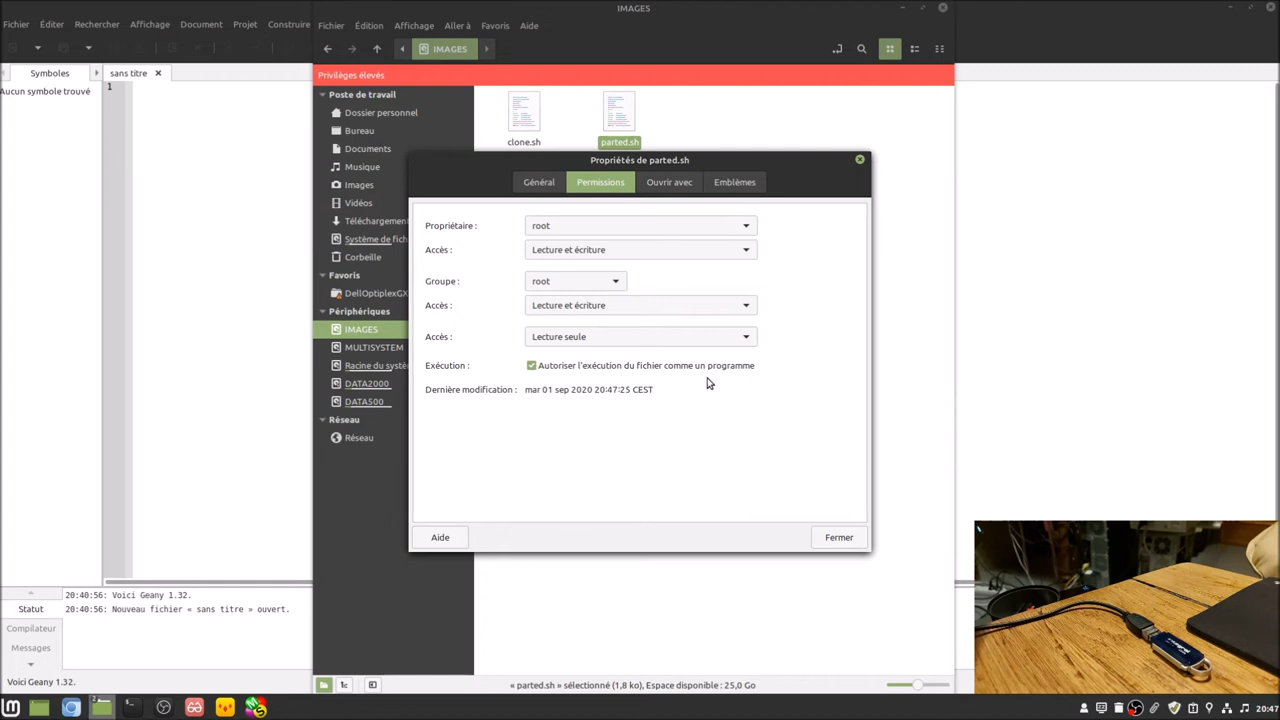 IMAGES
Fichier Éditer Rechercher Affichage Document Projet Construire
Fichier Édition Affichage Aller à Favoris Aide
IMAGES
Symboles
sans titre
Privilèges élevés
Aucun symbole trouvé
1
Poste de travail
Dossier personnel
Bureau
Documents
Musique
Images
Vidéos
Téléchargemen
Système de fich
Corbeille
Favoris
DellOptiplexGX
Périphériques
IMAGES
MULTISYSTEM
Racine du systè
DATA2000
DATA500
Réseau
Réseau
clone.sh
parted.sh
Propriétés de parted.sh
Général
Permissions
Ouvrir avec
Emblèmes
Propriétaire :
root
Accès :
Lecture et écriture
Groupe :
root
Accès :
Lecture et écriture
Accès :
Lecture seule
Exécution :
Autoriser l'exécution du fichier comme un programme
Dernière modification :
mar 01 sep 2020 20:47:25 CEST
Aide
Fermer
Statut
Compilateur
Messages
20:40:56: Voici Geany 1.32.
20:40:56: Nouveau fichier « sans titre » ouvert.
Voici Geany 1.32.
« parted.sh » sélectionné (1,8 ko), Espace disponible : 25,0 Go
20:47